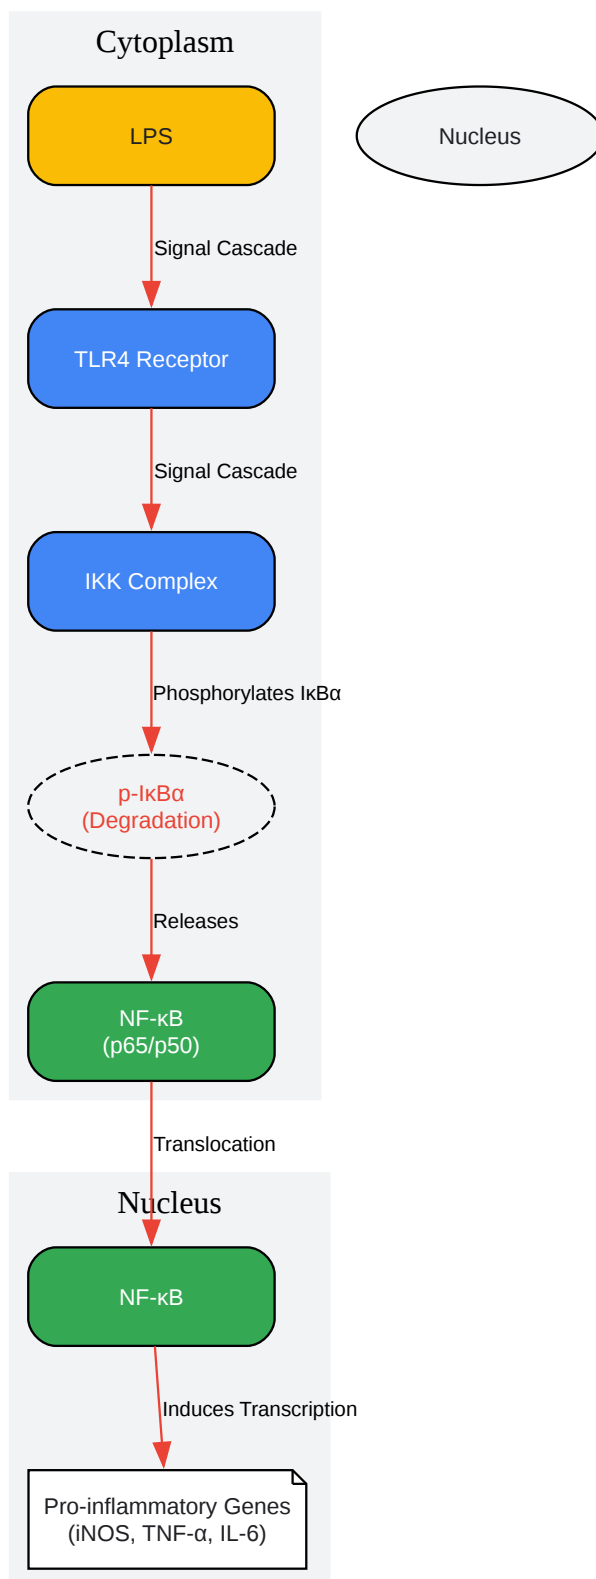 Cytoplasm
LPS
Nucleus
Signal Cascade
TLR4 Receptor
Signal Cascade
IKK Complex
Phosphorylates IκBα
p-IκBα
(Degradation)
Releases
NF-κB
(p65/p50)
Translocation
Nucleus
NF-κB
Induces Transcription
Pro-inflammatory Genes
(iNOS, TNF-α, IL-6)